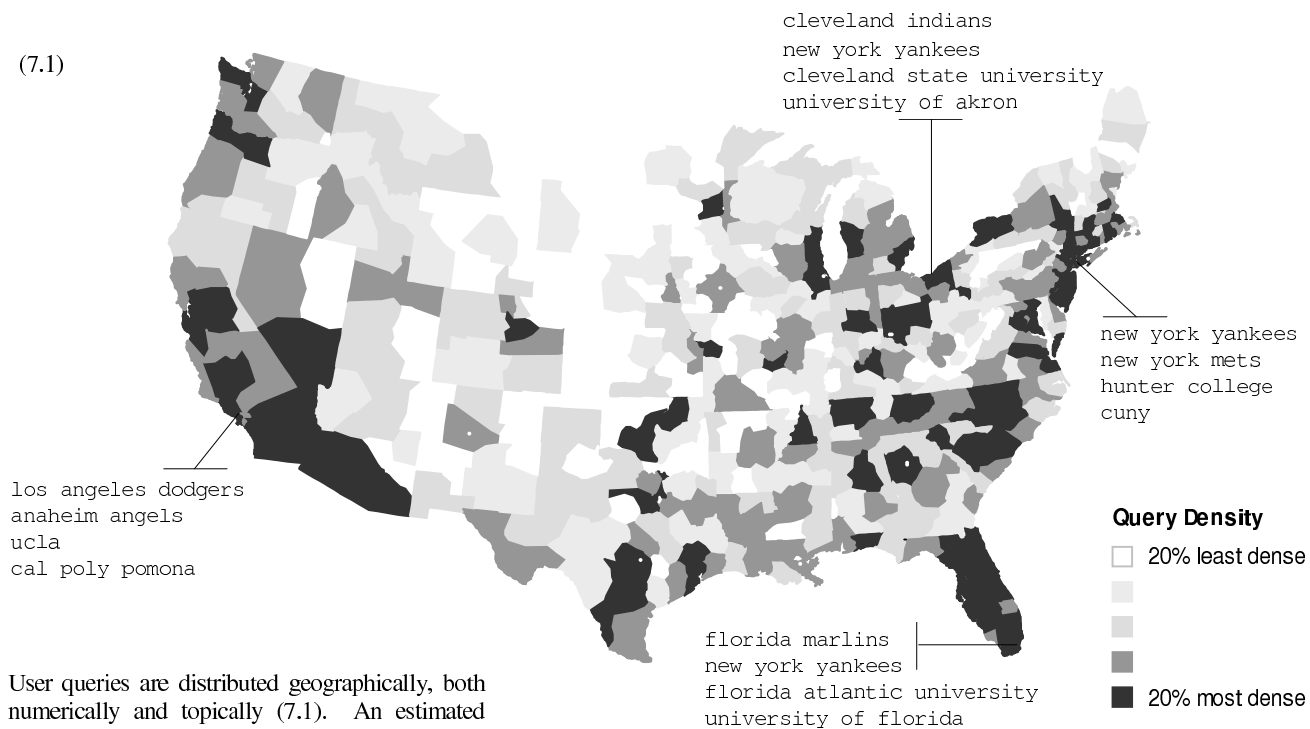 (7.1)
cleveland indians
new york yankees
cleveland state university
university of akron
new york yankees
new york mets
hunter college
cuny
los angeles dodgers
anaheim angels
ucla
cal poly pomona
Query Density
20% least dense
20% most dense
florida marlins
new york yankees
florida atlantic university
university of florida
User queries are distributed geographically, both
numerically and topically (7.1). An estimated